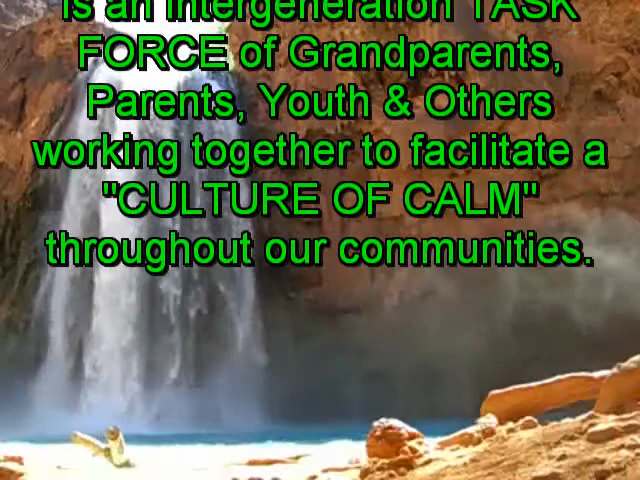 is an Intergeneration TASK
FORCE of Grandparents,
Parents, Youth & Others
working together to facilitate a
"CULTURE OF CALM"
throughout our communities.